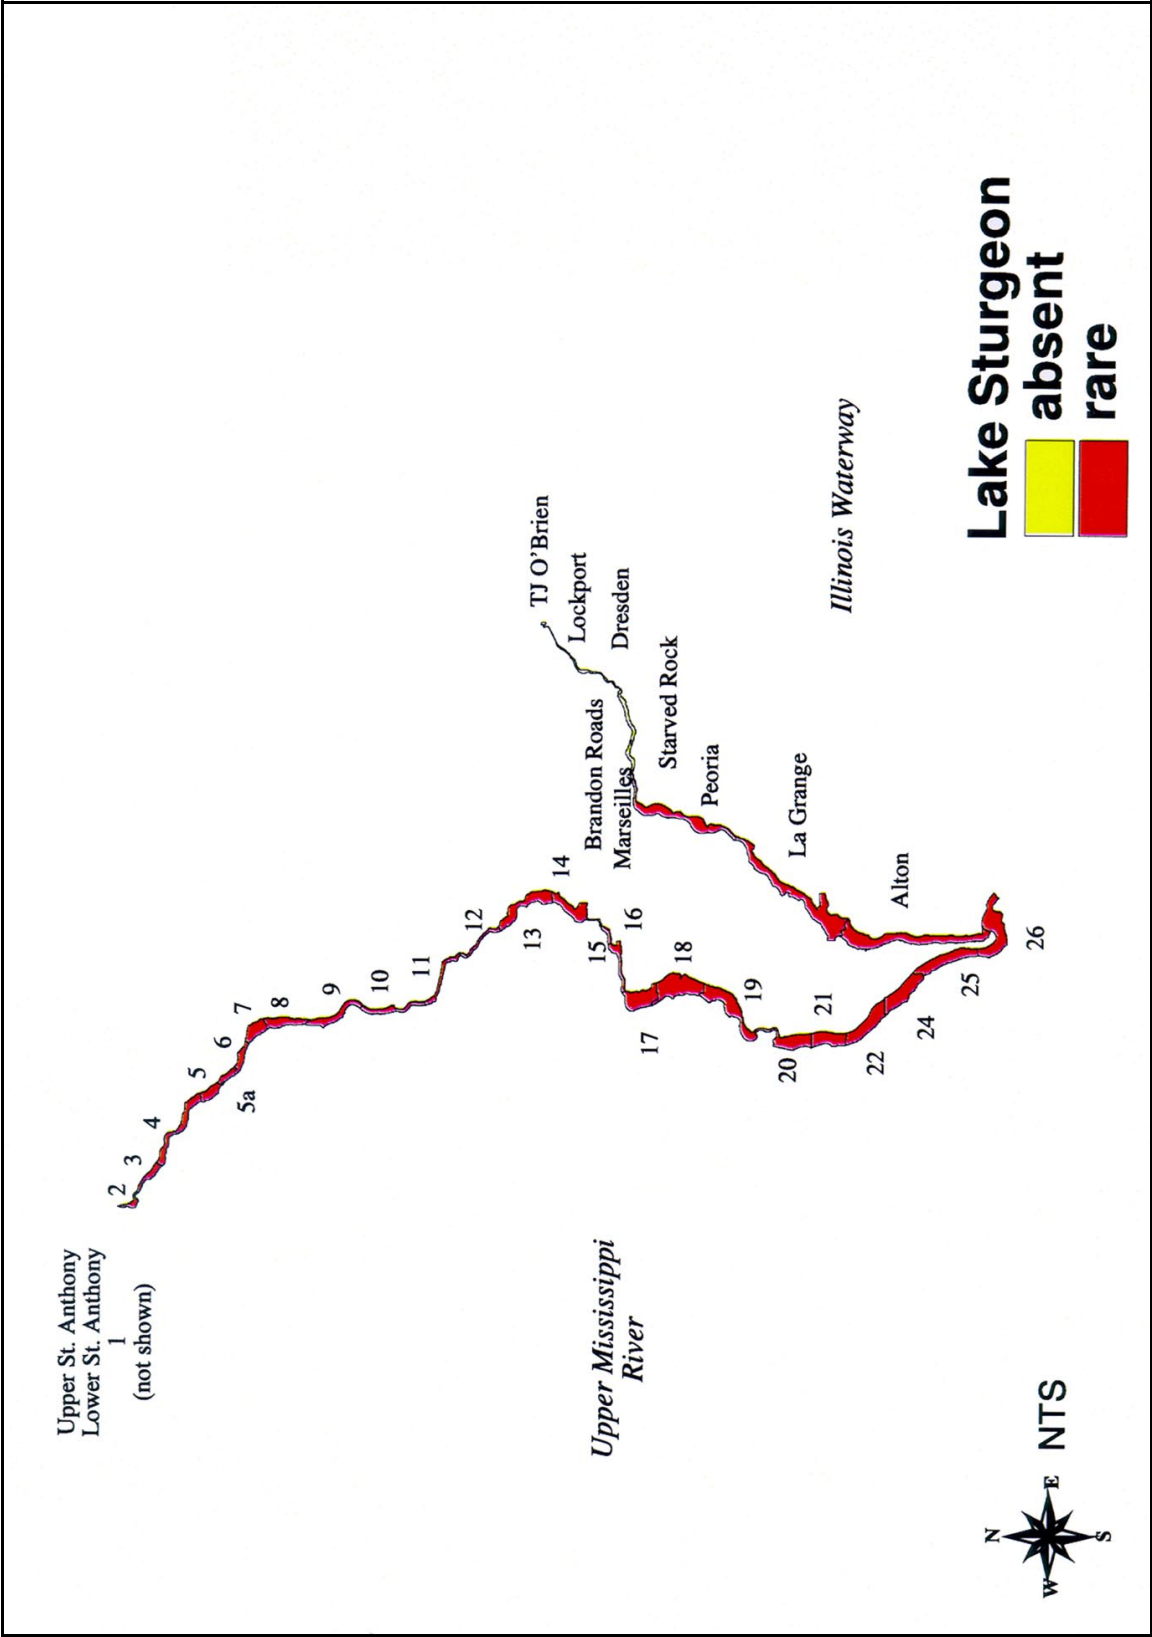 Upper St. Anthony
Lower St. Anthony
1
(not shown)
2
3
4
5
5a
6
7
8
9
10
11
12
13
14
15
16
17
18
19
20
21
22
24
25
26
TJ O'Brien
Lockport
Brandon Roads
Dresden
Marseilles
Starved Rock
Peoria
La Grange
Alton
Upper Mississippi
River
Illinois Waterway
N
W
E
S
NTS
Lake Sturgeon
absent
rare